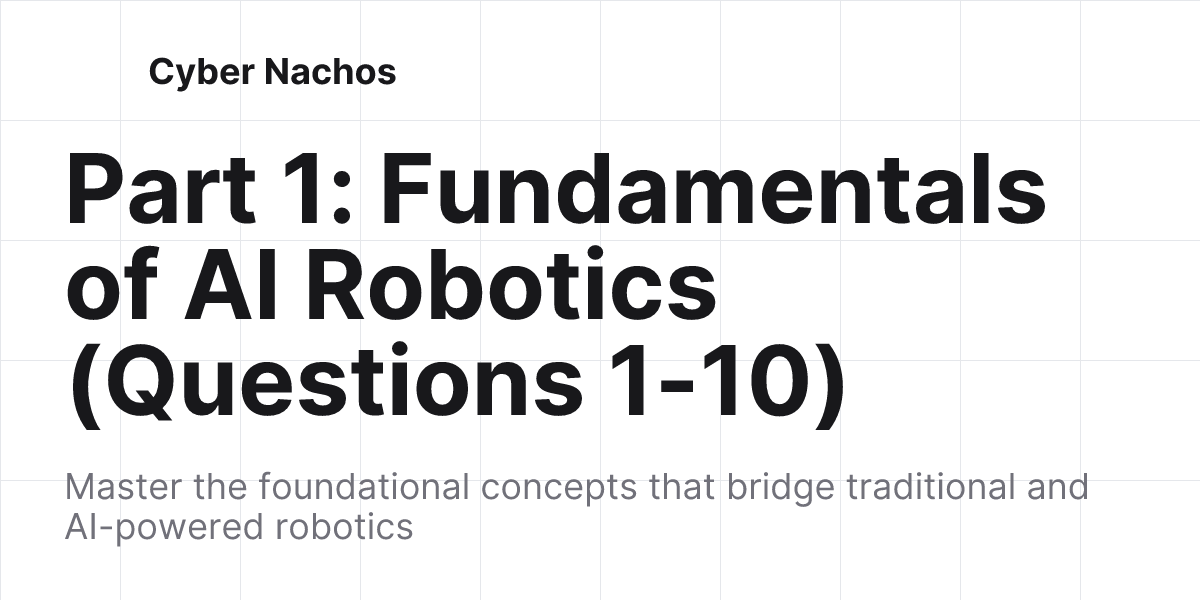 Cyber Nachos
Part 1: Fundamentals
of AI Robotics
(Questions 1-10)
Master the foundational concepts that bridge traditional and
AI-powered robotics